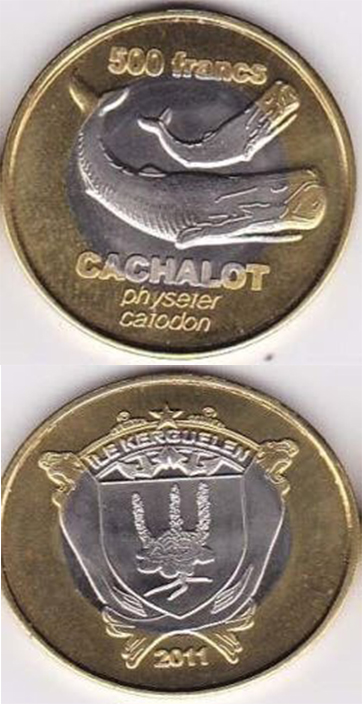 500 francs
CACHALOT
physeter
catodon
ILE KERGUELEN
2011